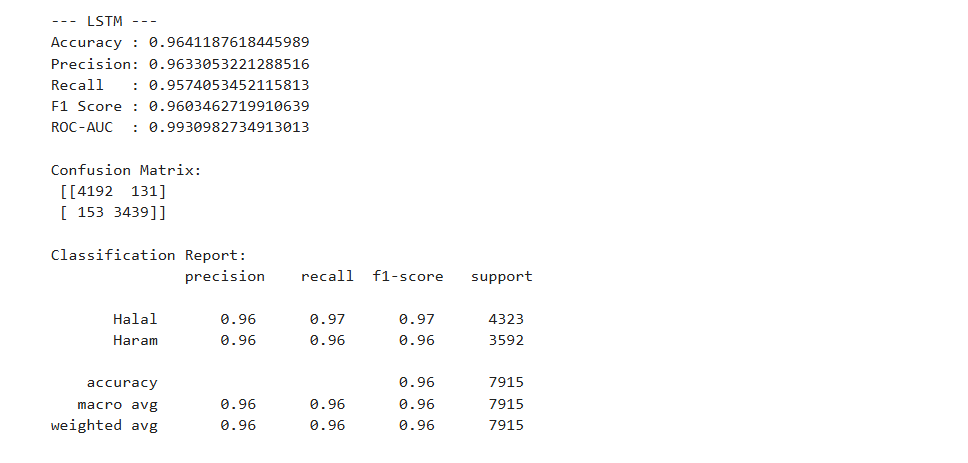 --- LSTM ---
Accuracy : 0.9641187618445989
Precision: 0.9633053221288516
Recall   : 0.9574053452115813
F1 Score : 0.9603462719910639
ROC-AUC  : 0.9930982734913013
Confusion Matrix:
[[4192  131]
[ 153 3439]]
Classification Report:
precision    recall  f1-score   support
Halal       0.96      0.97      0.97      4323
Haram       0.96      0.96      0.96      3592
accuracy                           0.96      7915
macro avg       0.96      0.96      0.96      7915
weighted avg       0.96      0.96      0.96      7915